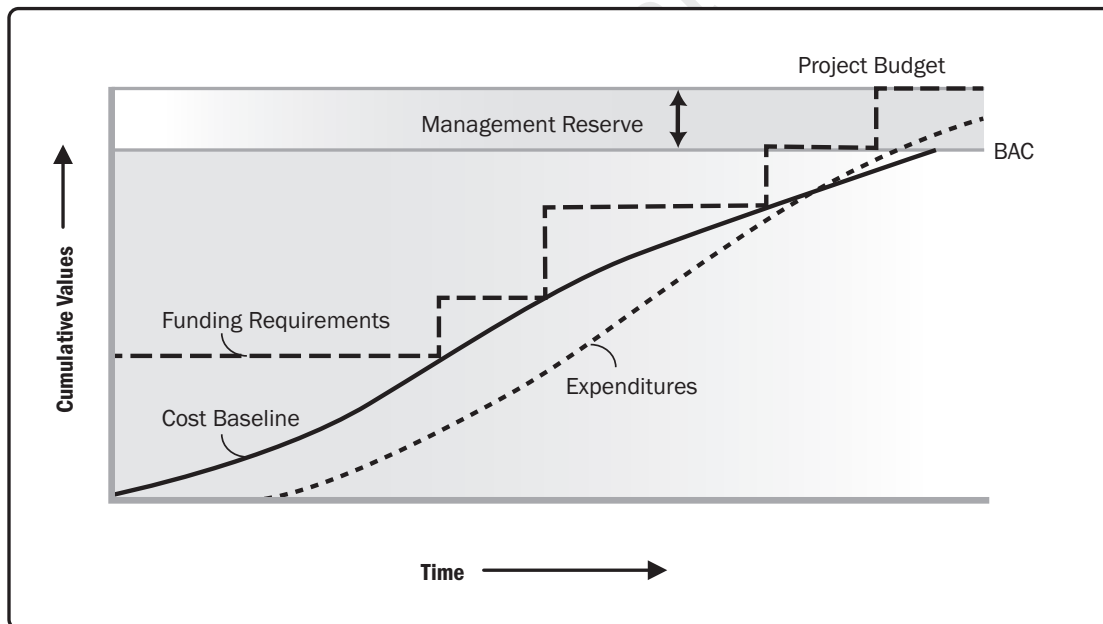 Project Budget
Management Reserve
BAC
Cumulative Values
Funding Requirements
Expenditures
Cost Baseline
Time